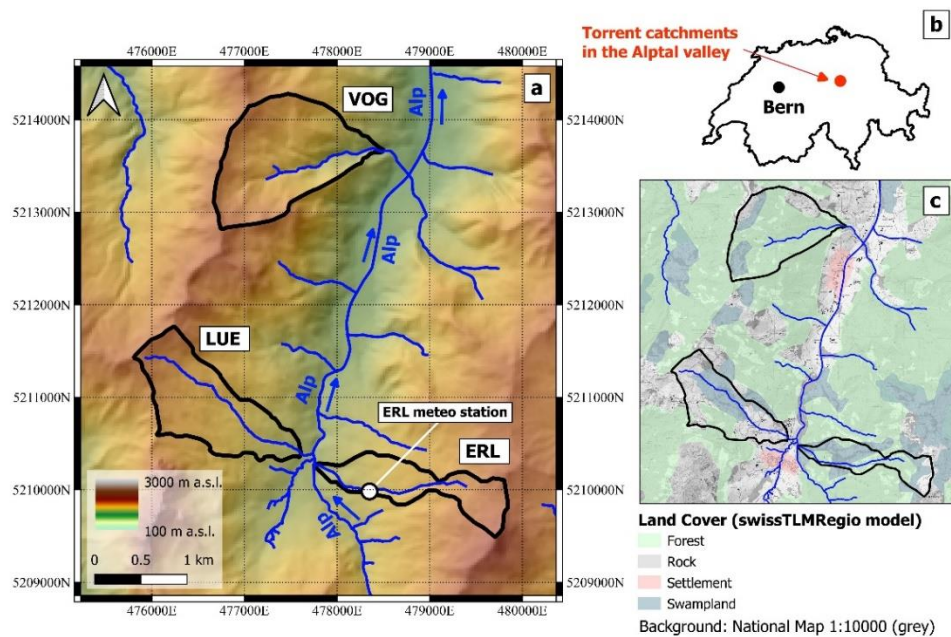 476000E 477000E 478000E 479000E 480000E
a
VOG
Alp
5214000N 5214000N
5213000N 5213000N
Alp
5212000N 5212000N
LUE
5211000N 5211000N
Alp
ERL meteo station
ERL
5210000N 5210000N
3000 m a.s.l.
100 m a.s.l.
Alp
0 0.5 1 km
5209000N 5209000N
476000E 477000E 478000E 479000E 480000E
b
Torrent catchments
in the Alptal valley
Bern
c
Land Cover (swissTLMRegio model)
Forest
Rock
Settlement
Swampland
Background: National Map 1:10000 (grey)